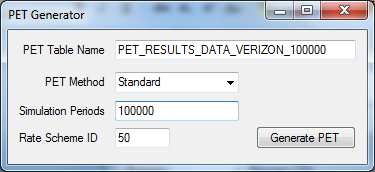 PET Generator
PET Table Name PET_RESULTS_DATA_VERIZON_100000
PET Method Standard
Simulation Periods 100000
Rate Scheme ID 50 Generate PET